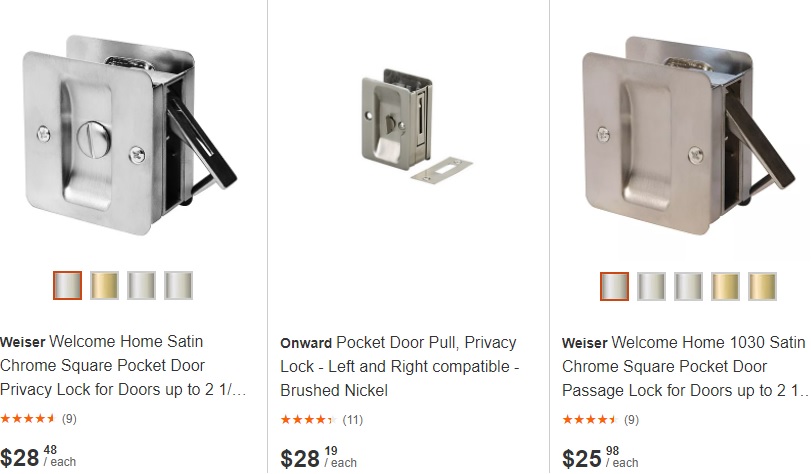 Weiser Welcome Home Satin
Chrome Square Pocket Door
Privacy Lock for Doors up to 2 1/...
(9)
$28 48 / each
Onward Pocket Door Pull, Privacy
Lock - Left and Right compatible -
Brushed Nickel
(11)
$28 19 / each
Weiser Welcome Home 1030 Satin
Chrome Square Pocket Door
Passage Lock for Doors up to 2 1...
(9)
$25 98 / each